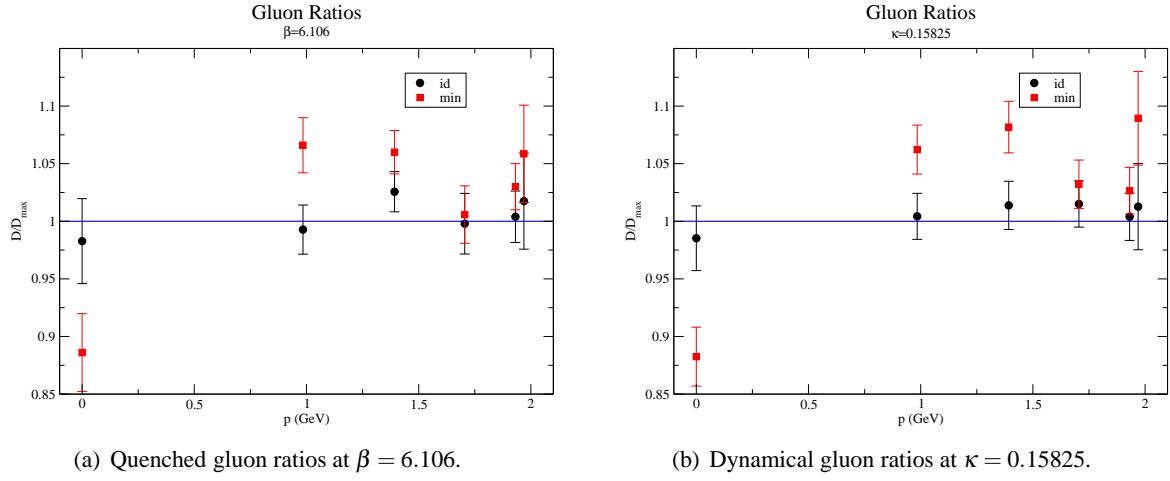 Gluon Ratios
β=6.106
id
min
1.1
1.05
1
0.95
0.9
0.85
D/D_max
0
0.5
1
1.5
2
p (GeV)
(a) Quenched gluon ratios at β = 6.106.
Gluon Ratios
κ=0.15825
id
min
1.1
1.05
1
0.95
0.9
0.85
D/D_max
0
0.5
1
1.5
2
p (GeV)
(b) Dynamical gluon ratios at κ = 0.15825.